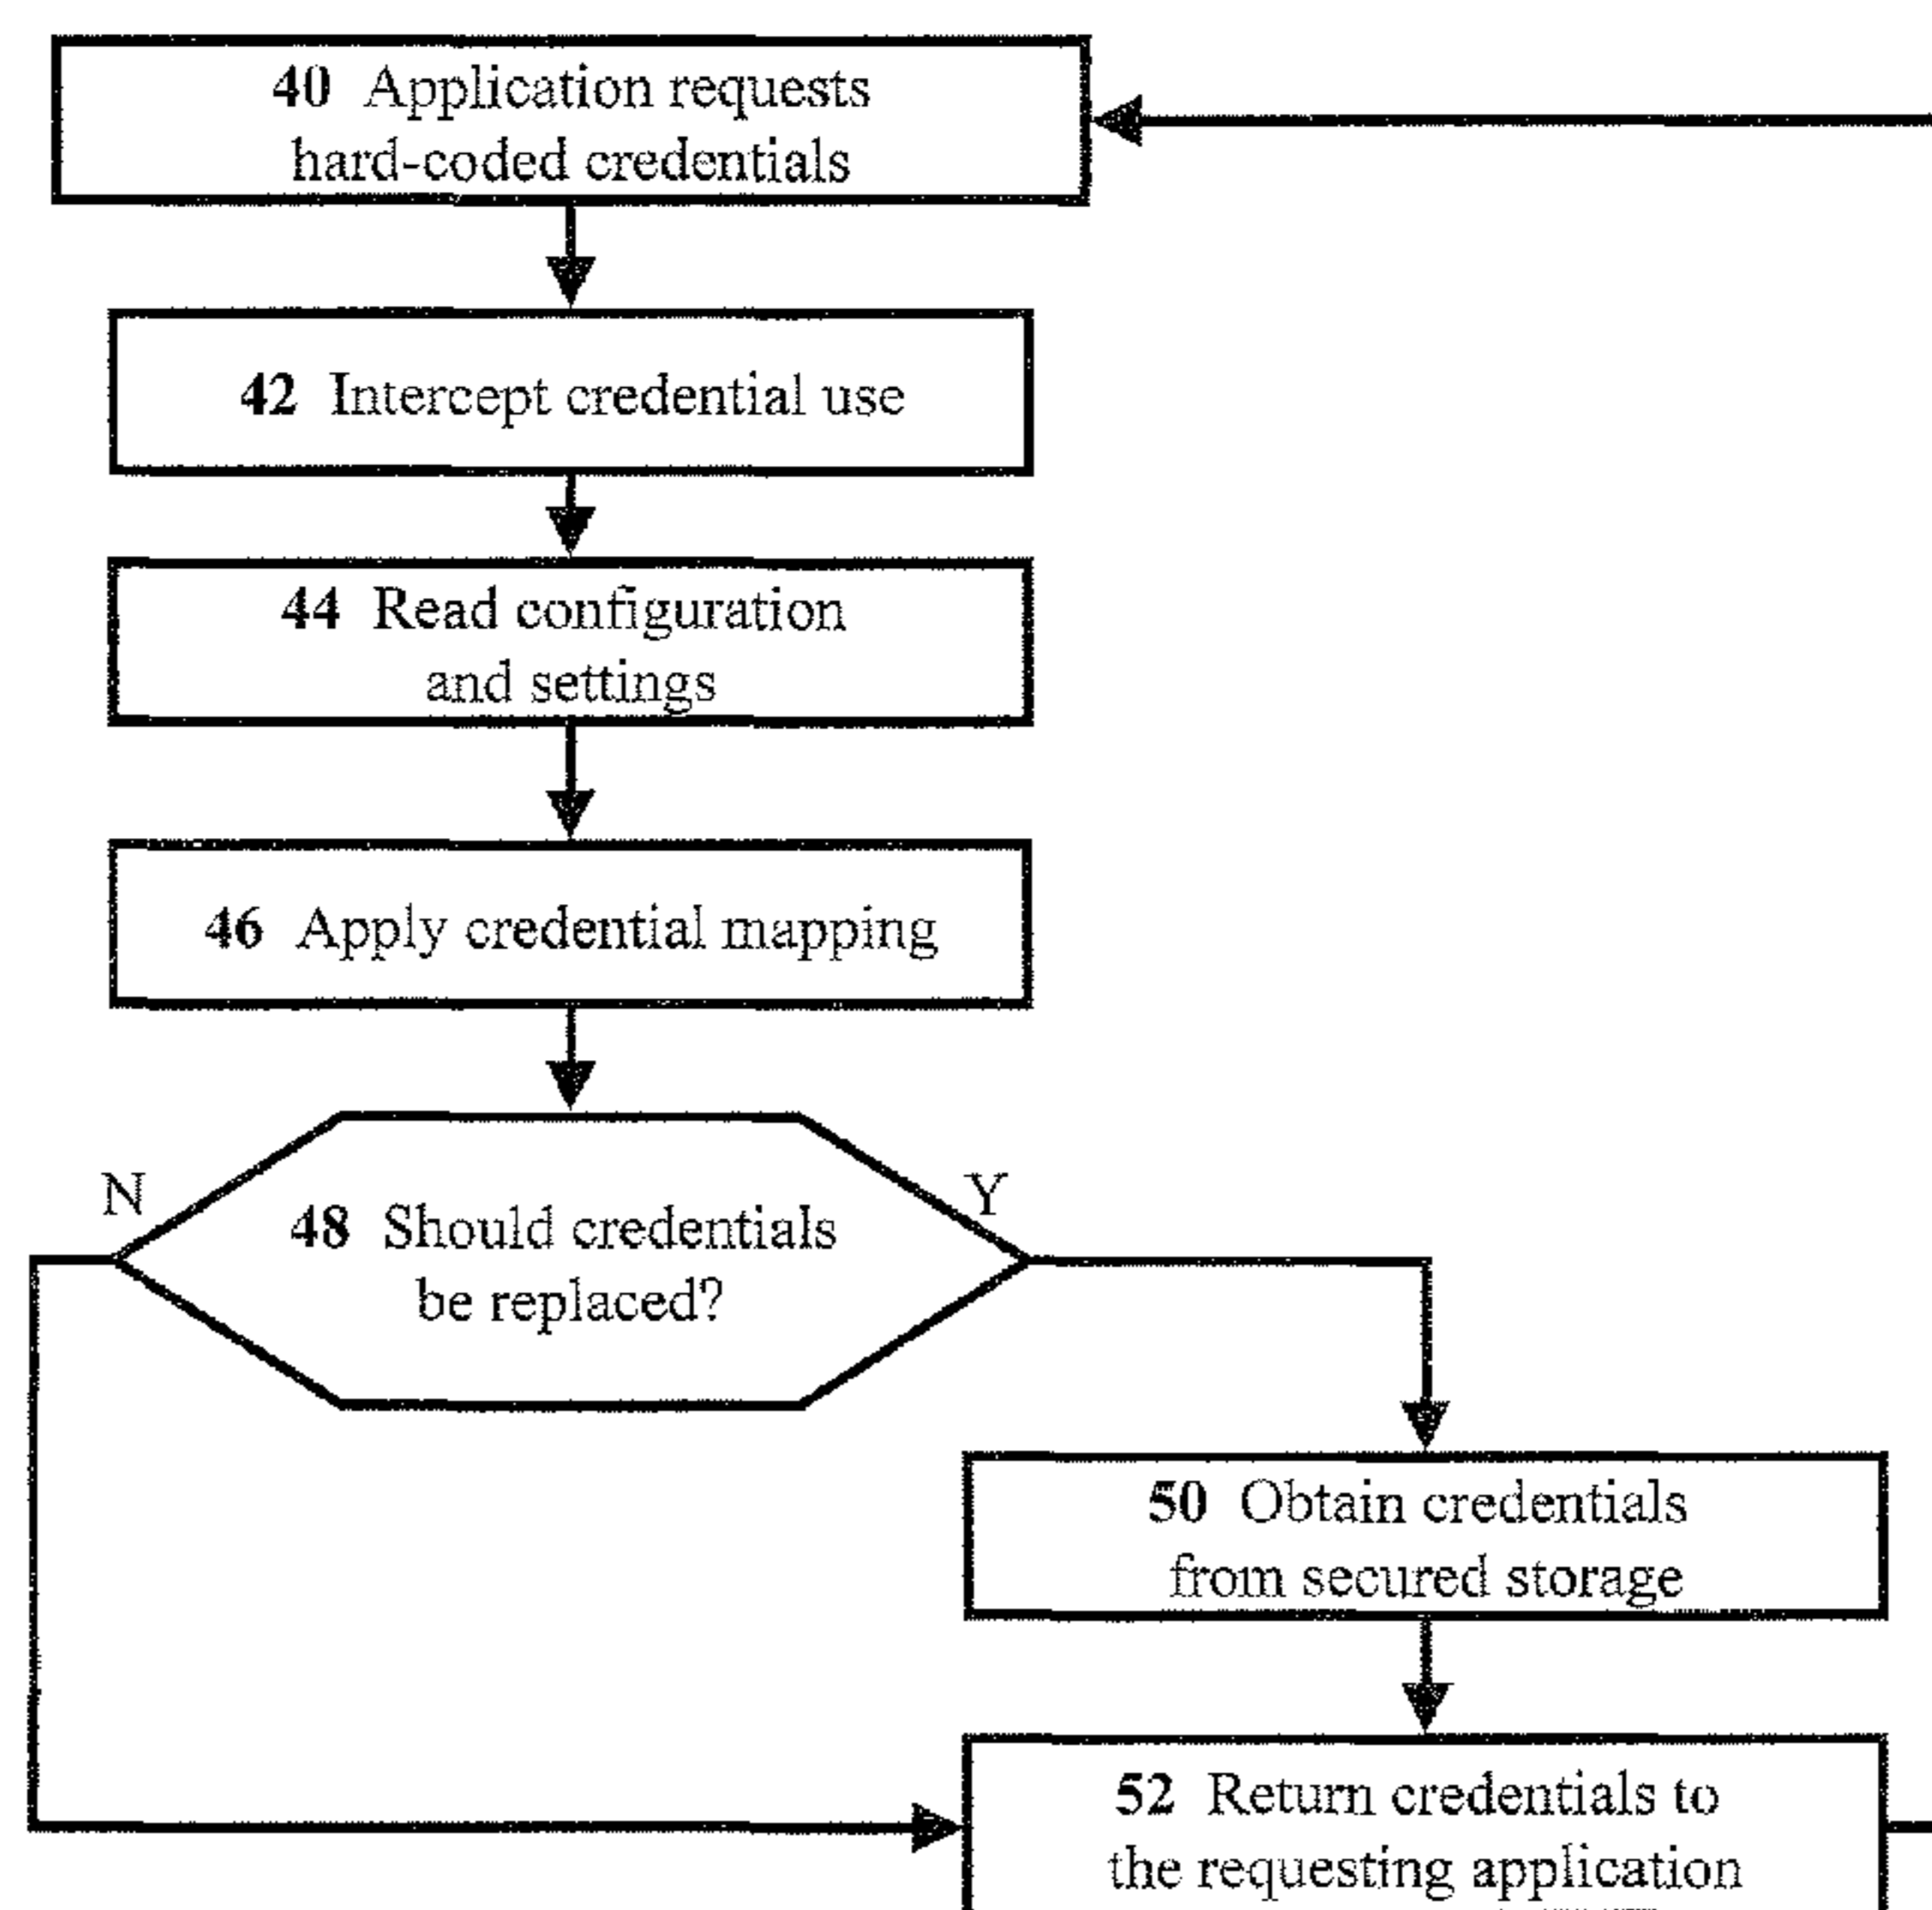 40 Application requests
hard-coded credentials
42 Intercept credential use
44 Read configuration
and settings
46 Apply credential mapping
N
Y
48 Should credentials
be replaced?
50 Obtain credentials
from secured storage
52 Return credentials to
the requesting application